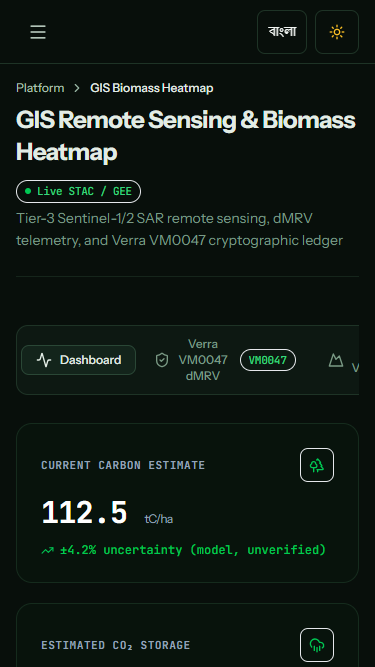 বাংলা
Platform > GIS Biomass Heatmap
GIS Remote Sensing & Biomass
Heatmap
Live STAC / GEE
Tier-3 Sentinel-1/2 SAR remote sensing, dMRV
telemetry, and Verra VM0047 cryptographic ledger
Dashboard
Verra
VM0047
dMRV
VM0047
CURRENT CARBON ESTIMATE
112.5 tC/ha
±4.2% uncertainty (model, unverified)
ESTIMATED CO₂ STORAGE